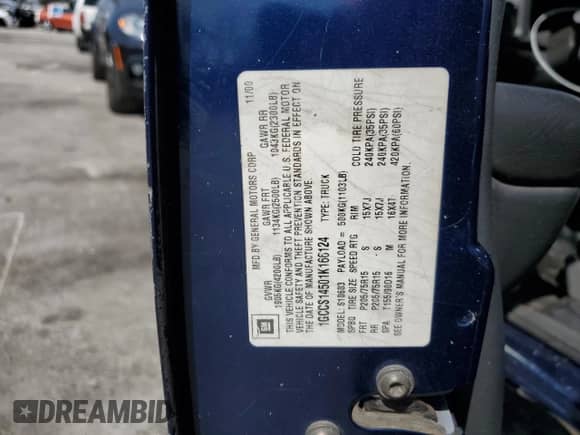 MFD BY GENERAL MOTORS CORP 11/00
GVWR GAWR FRT GAWR RR
1905KG(4200LB) 1134KG(2500LB) 1043KG(2300LB)
THIS VEHICLE CONFORMS TO ALL APPLICABLE U.S. FEDERAL MOTOR
VEHICLE SAFETY AND THEFT PREVENTION STANDARDS IN EFFECT ON
THE DATE OF MANUFACTURE SHOWN ABOVE.
1GCCS14501K166124 TYPE: TRUCK
MODEL: S10603 PAYLOAD = 500KG(1103LB)
SPBD TIRE SIZE SPEED RTG RIM COLD TIRE PRESSURE
FRT P205/75R15 S 15X7J 240KPA(35PSI)
RR P205/75R15 S 15X7J 240KPA(35PSI)
SPA T155/90D16 M 16X4T 420KPA(60PSI)
SEE OWNER'S MANUAL FOR MORE INFORMATION.
GM
DREAMBID